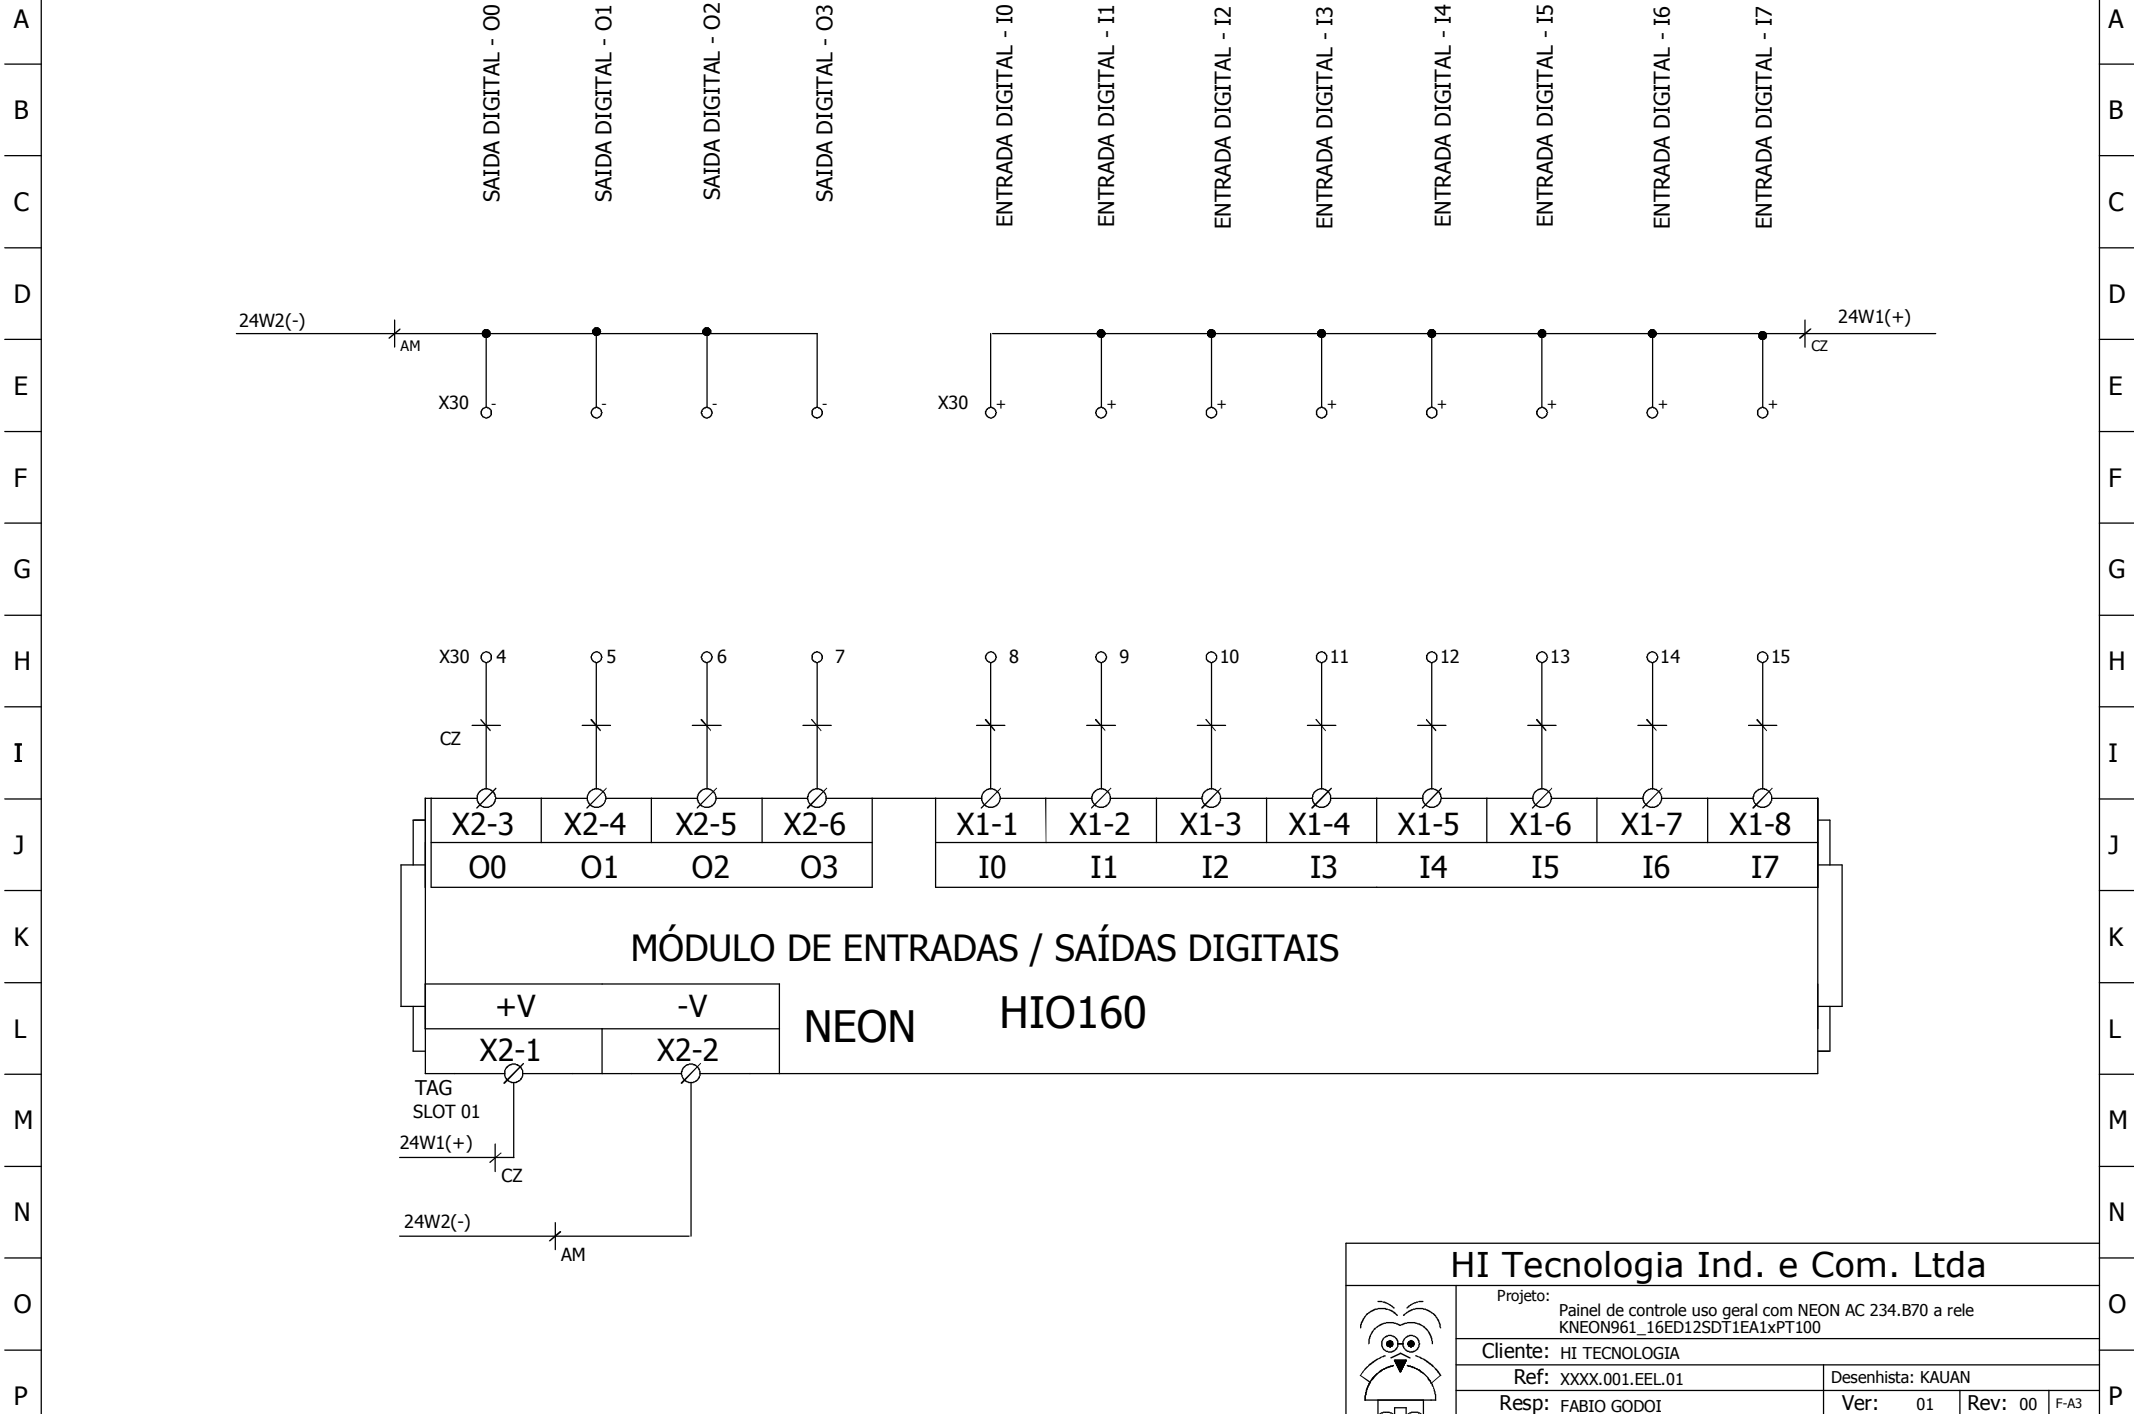 A
B
C
D
E
F
G
H
I
J
K
L
M
N
O
P
SAIDA DIGITAL - O0
SAIDA DIGITAL - O1
SAIDA DIGITAL - O2
SAIDA DIGITAL - O3
ENTRADA DIGITAL - I0
ENTRADA DIGITAL - I1
ENTRADA DIGITAL - I2
ENTRADA DIGITAL - I3
ENTRADA DIGITAL - I4
ENTRADA DIGITAL - I5
ENTRADA DIGITAL - I6
ENTRADA DIGITAL - I7
24W2(-)
AM
24W1(+)
CZ
X30 - - - -
X30 + + + + + + + +
X30 4 5 6 7 8 9 10 11 12 13 14 15
CZ
X2-3 X2-4 X2-5 X2-6 X1-1 X1-2 X1-3 X1-4 X1-5 X1-6 X1-7 X1-8
O0 O1 O2 O3 I0 I1 I2 I3 I4 I5 I6 I7
MÓDULO DE ENTRADAS / SAÍDAS DIGITAIS
NEON HIO160
+V -V
X2-1 X2-2
TAG
SLOT 01
24W1(+)
CZ
24W2(-)
AM
HI Tecnologia Ind. e Com. Ltda
Projeto:
Painel de controle uso geral com NEON AC 234.B70 a rele
KNEON961_16ED12SDT1EA1xPT100
Cliente: HI TECNOLOGIA
Ref: XXXX.001.EEL.01 Desenhista: KAUAN
Resp: FABIO GODOI Ver: 01 Rev: 00 F-A3
A
B
C
D
E
F
G
H
I
J
K
L
M
N
O
P